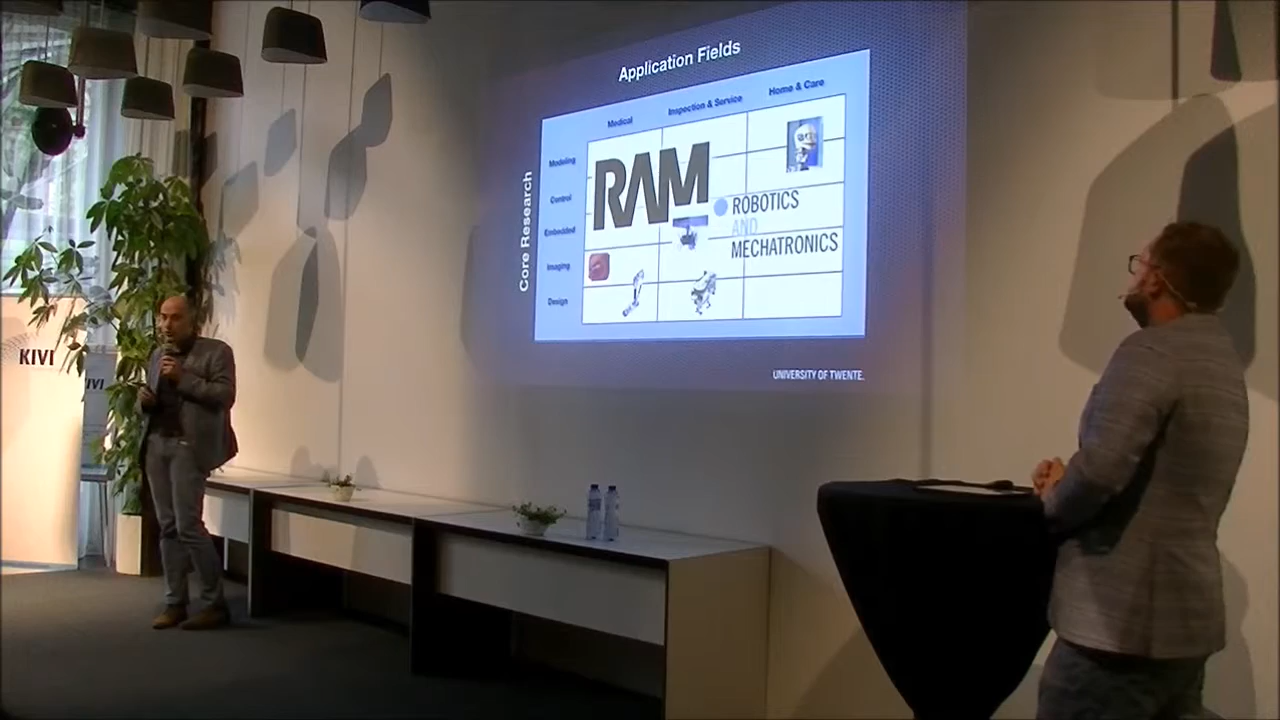 Application Fields
Medical
Inspection & Service
Home & Care
Core Research
Modeling
Control
Embedded
Imaging
Design
RAM
ROBOTICS
AND
MECHATRONICS
UNIVERSITY OF TWENTE.
KIVI
KIVI